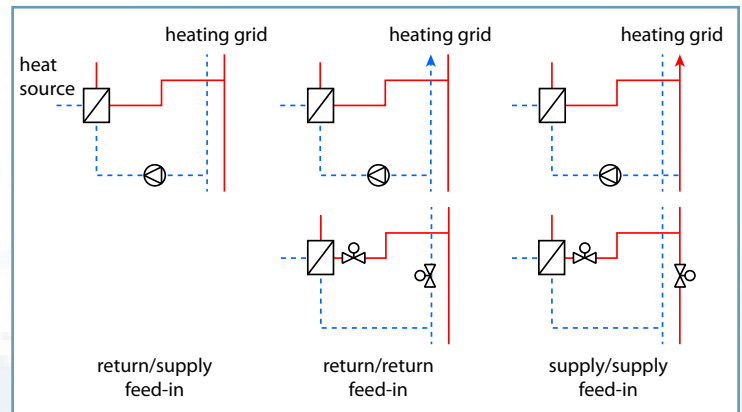 heating grid
heating grid
heating grid
heat
source
return/supply
feed-in
return/return
feed-in
supply/supply
feed-in